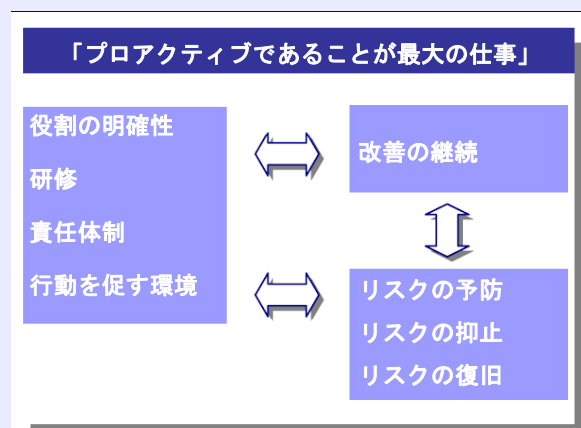 「プロアクティブであることが最大の仕事」
役割の明確性
研修
責任体制
行動を促す環境
改善の継続
リスクの予防
リスクの抑止
リスクの復旧